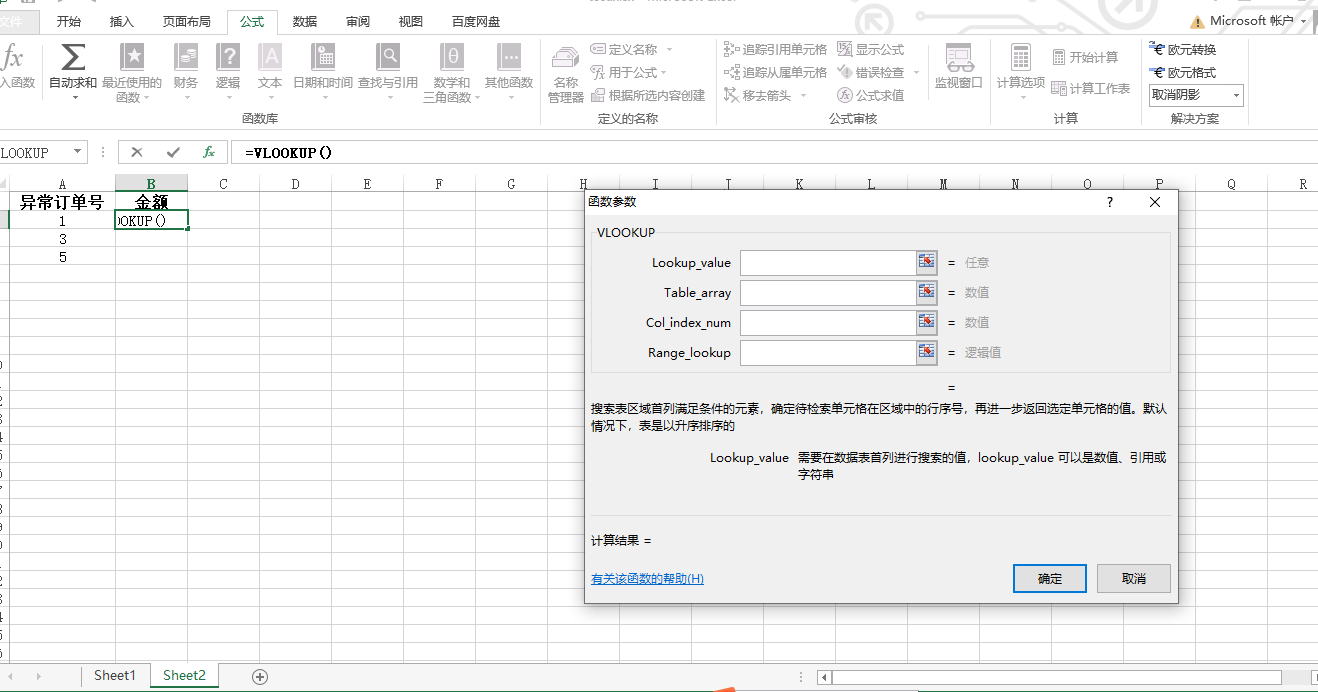 文件 开始 插入 页面布局 公式 数据 审阅 视图 百度网盘 Microsoft 帐户
fx Σ ? A θ ... 定义名称 追踪引用单元格 显示公式 欧元转换
入函数 自动求和 最近使用的 财务 逻辑 文本 日期和时间 查找与引用 数学和 其他函数 名称 用于公式 追踪从属单元格 错误检查 监视窗口 计算选项 开始计算 欧元格式
函数 三角函数 管理器 根据所选内容创建 移去箭头 公式求值 计算工作表 取消阴影
函数库 定义的名称 公式审核 计算 解决方案
LOOKUP fx =VLOOKUP()
A B C D E F G H I J K L M N O P Q R
异常订单号 金额
1 OKUP()
3
5
函数参数 ?
VLOOKUP
Lookup_value = 任意
Table_array = 数值
Col_index_num = 数值
Range_lookup = 逻辑值
=
搜索表区域首列满足条件的元素，确定待检索单元格在区域中的行序号，再进一步返回选定单元格的值。默认
情况下，表是以升序排序的
Lookup_value 需要在数据表首列进行搜索的值，lookup_value 可以是数值、引用或
字符串
计算结果 =
有关该函数的帮助(H) 确定 取消
Sheet1 Sheet2